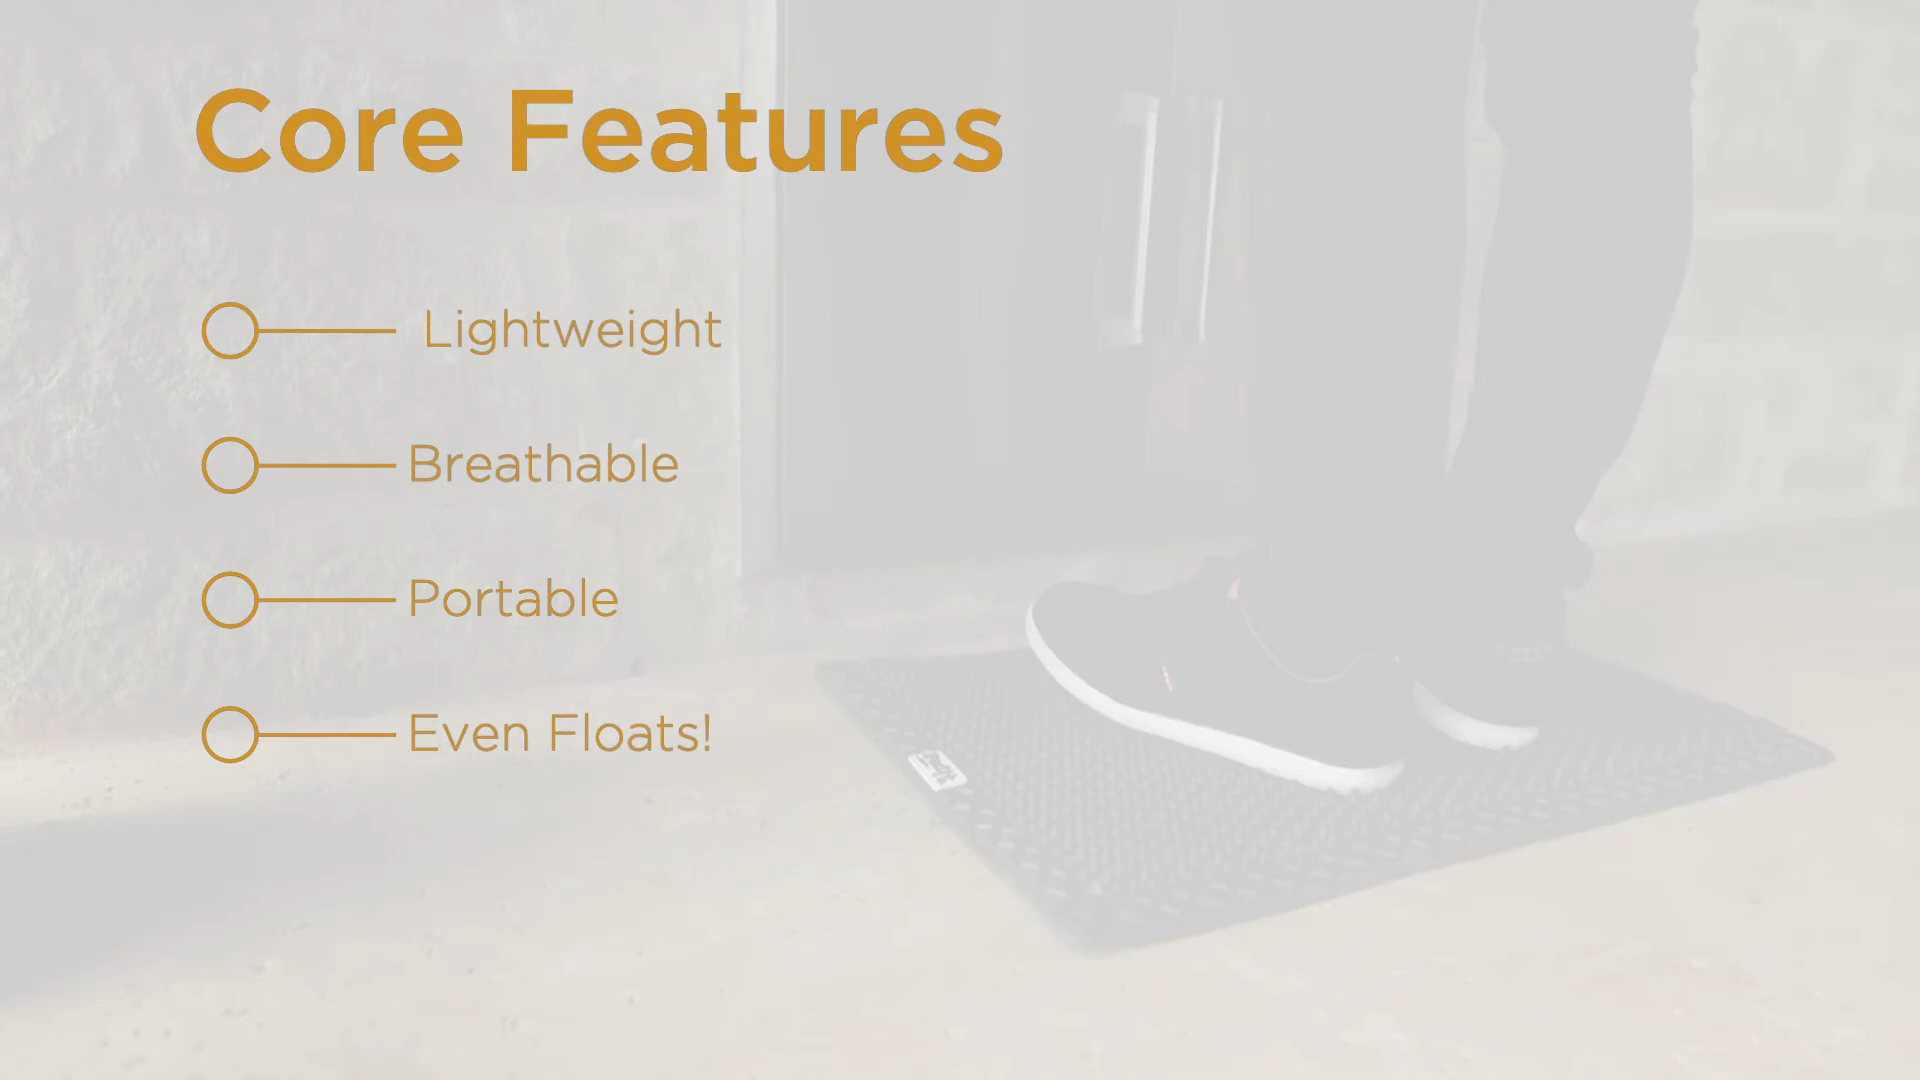 Core Features
Lightweight
Breathable
Portable
Even Floats!